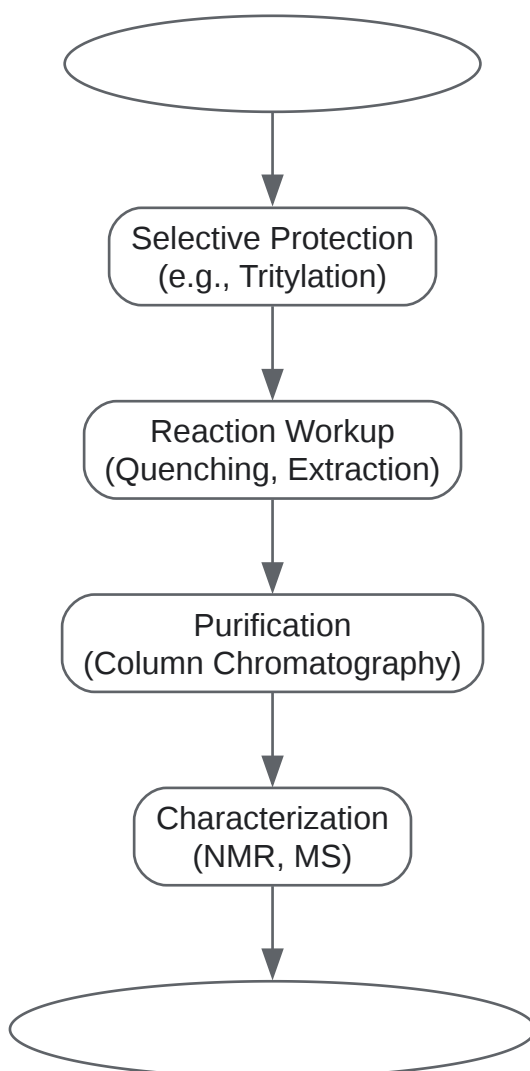 Selective Protection
(e.g., Tritylation)
Reaction Workup
(Quenching, Extraction)
Purification
(Column Chromatography)
Characterization
(NMR, MS)